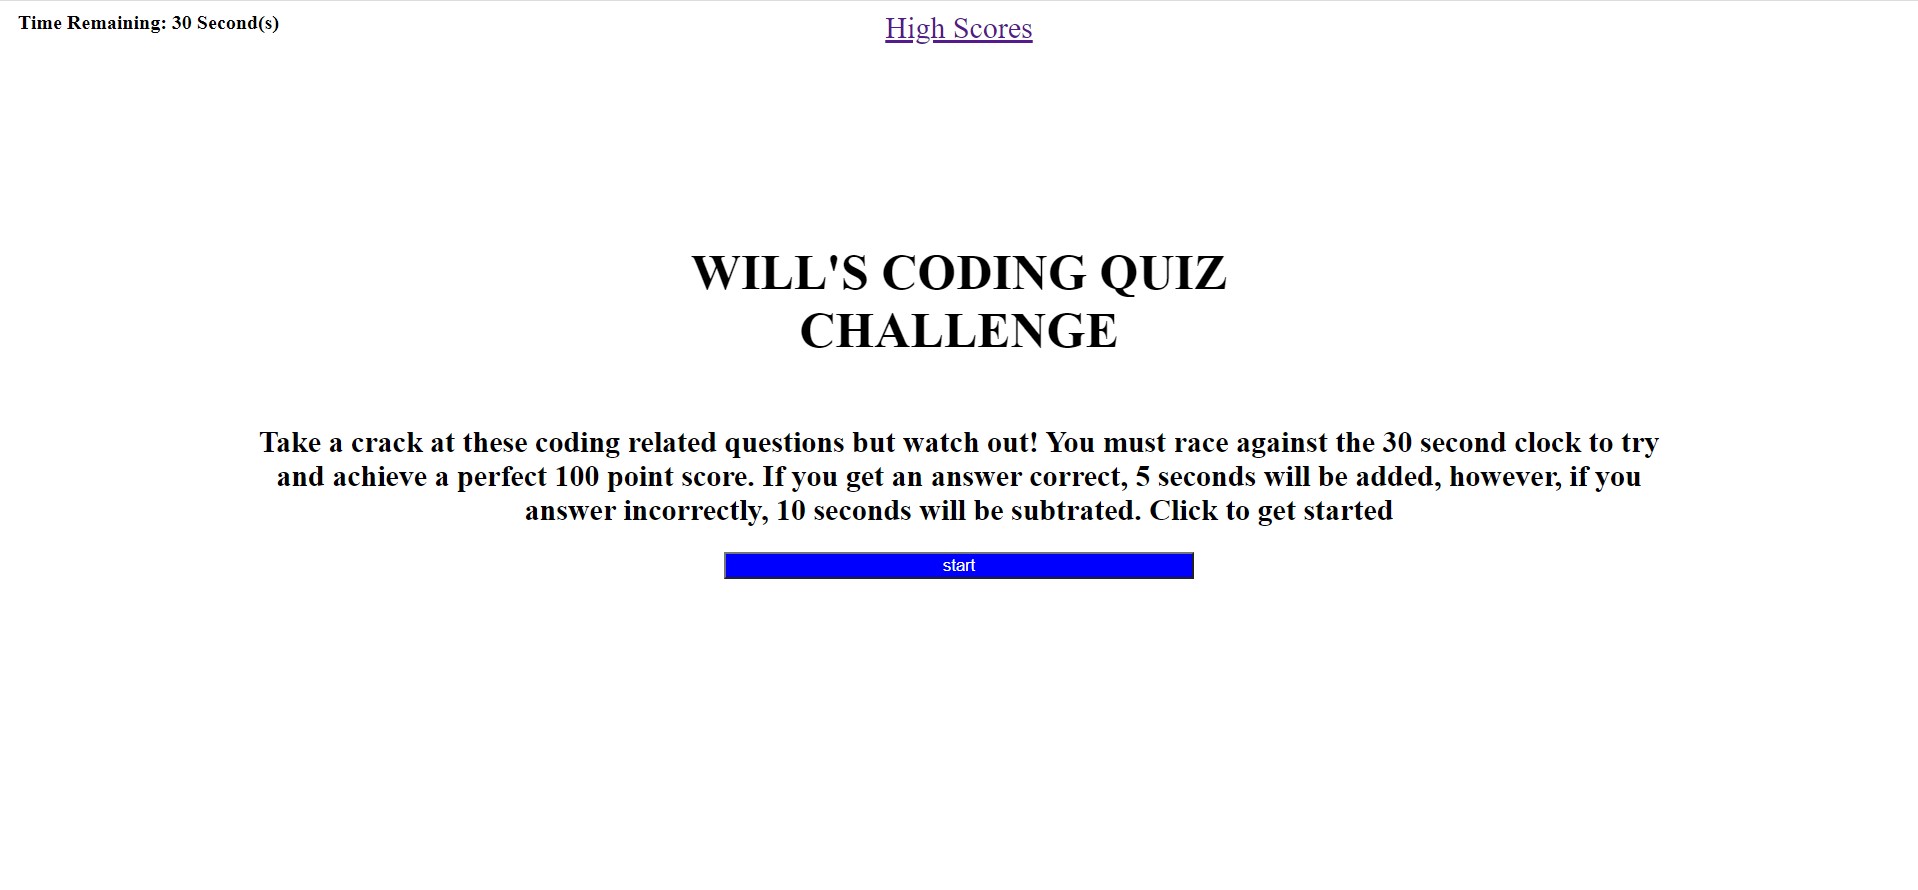 Time Remaining: 30 Second(s)
High Scores
WILL'S CODING QUIZ
CHALLENGE
Take a crack at these coding related questions but watch out! You must race against the 30 second clock to try
and achieve a perfect 100 point score. If you get an answer correct, 5 seconds will be added, however, if you
answer incorrectly, 10 seconds will be subtrated. Click to get started
start